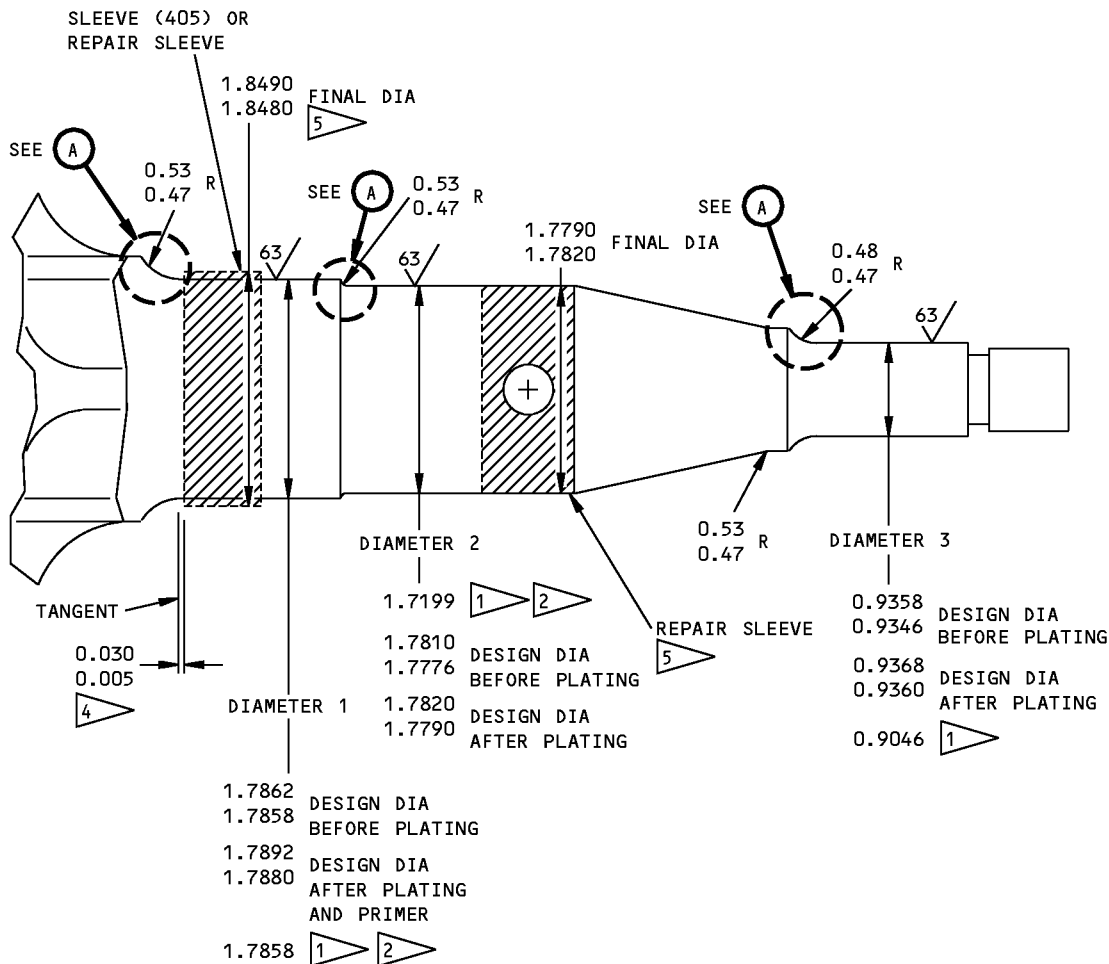 SLEEVE (405) OR
REPAIR SLEEVE
1.8490
1.8480
FINAL DIA
5
SEE A
0.53
0.47 R
SEE A
0.53
0.47 R
SEE A
1.7790
1.7820
FINAL DIA
0.48
0.47 R
63
63
63
TANGENT
0.030
0.005
4
DIAMETER 1
1.7862
1.7858
DESIGN DIA
BEFORE PLATING
1.7892
1.7880
DESIGN DIA
AFTER PLATING
AND PRIMER
1.7858 1 2
DIAMETER 2
1.7199 1 2
1.7810
1.7776
DESIGN DIA
BEFORE PLATING
1.7820
1.7790
DESIGN DIA
AFTER PLATING
REPAIR SLEEVE
5
0.53
0.47 R
DIAMETER 3
0.9358
0.9346
DESIGN DIA
BEFORE PLATING
0.9368
0.9360
DESIGN DIA
AFTER PLATING
0.9046 1